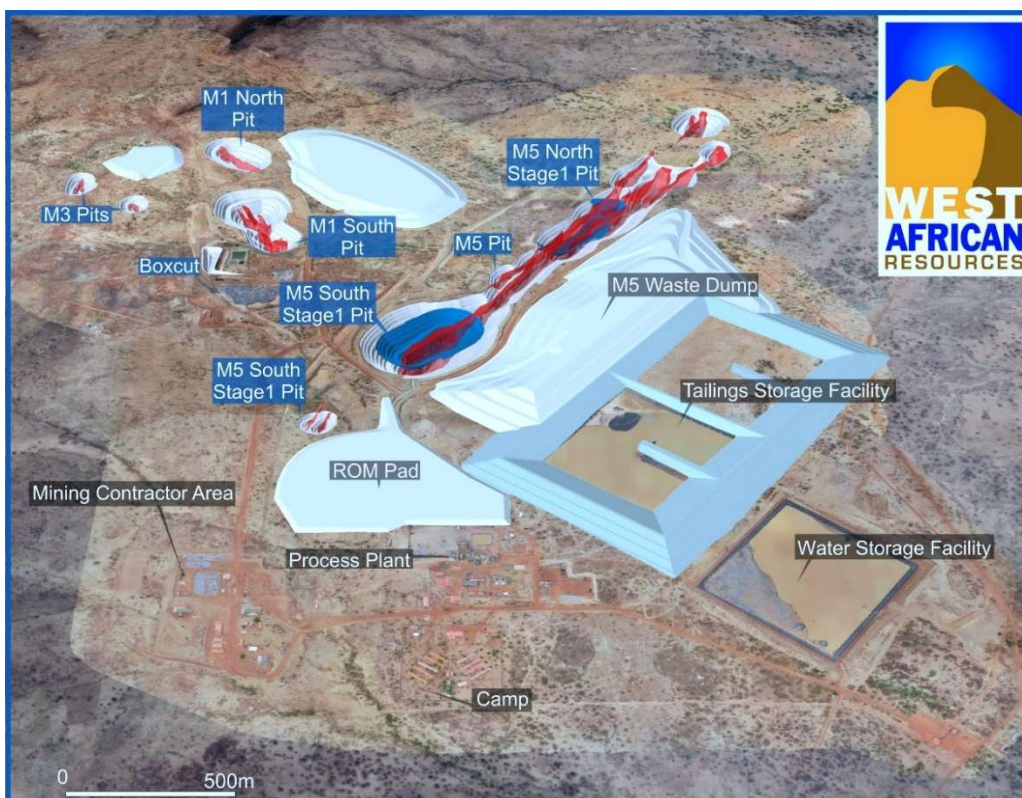 M1 North
Pit
M5 North
Stage1 Pit
M3 Pits
M1 South
Pit
Boxcut
M5 Pit
M5 South
Stage1 Pit
M5 Waste Dump
M5 South
Stage1 Pit
Tailings Storage Facility
ROM Pad
Mining Contractor Area
Process Plant
Water Storage Facility
Camp
0
500m
WEST
AFRICAN
RESOURCES